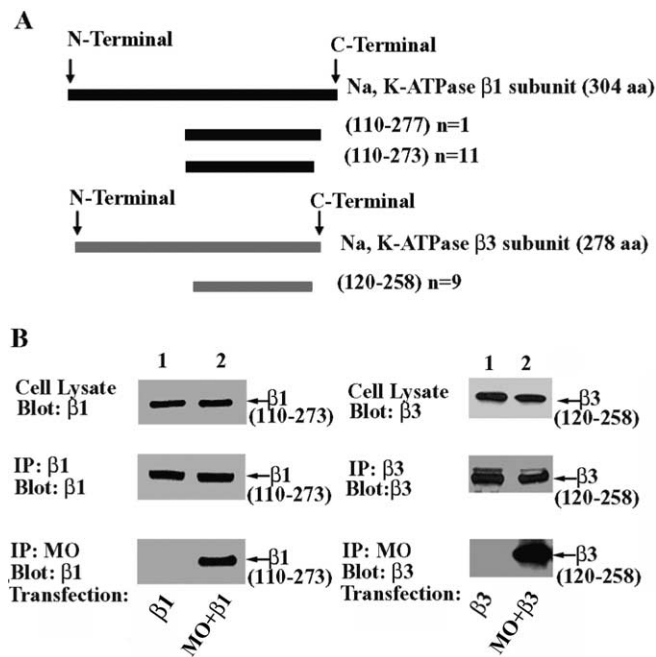 A
N-Terminal
C-Terminal
Na, K-ATPase β1 subunit (304 aa)
(110-277) n=1
(110-273) n=11
N-Terminal
C-Terminal
Na, K-ATPase β3 subunit (278 aa)
(120-258) n=9
B
1 2
Cell Lysate
Blot: β1
β1
(110-273)
IP: β1
Blot: β1
β1
(110-273)
IP: MO
Blot: β1
β1
(110-273)
Transfection:
β1
MO+β1
1 2
Cell Lysate
Blot: β3
β3
(120-258)
IP: β3
Blot:β3
β3
(120-258)
IP: MO
Blot: β3
β3
(120-258)
Transfection:
β3
MO+β3